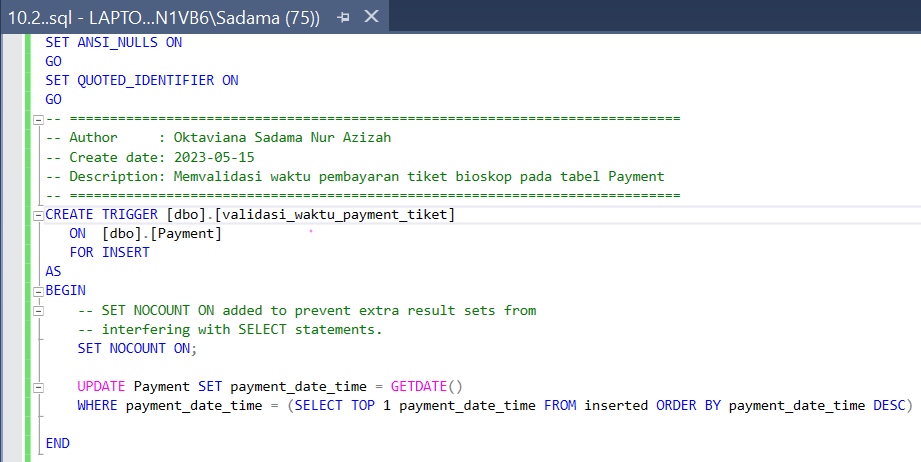 10.2..sql - LAPTO...N1VB6\Sadama (75))
SET ANSI_NULLS ON
GO
SET QUOTED_IDENTIFIER ON
GO
-- ============================================================================
-- Author     : Oktaviana Sadama Nur Azizah
-- Create date: 2023-05-15
-- Description: Memvalidasi waktu pembayaran tiket bioskop pada tabel Payment
-- ============================================================================
CREATE TRIGGER [dbo].[validasi_waktu_payment_tiket]
   ON  [dbo].[Payment]
   FOR INSERT
AS
BEGIN
    -- SET NOCOUNT ON added to prevent extra result sets from
    -- interfering with SELECT statements.
    SET NOCOUNT ON;
    UPDATE Payment SET payment_date_time = GETDATE()
    WHERE payment_date_time = (SELECT TOP 1 payment_date_time FROM inserted ORDER BY payment_date_time DESC)
END